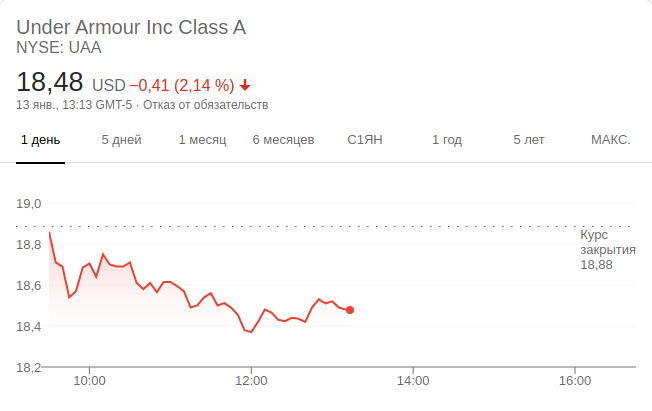 Under Armour Inc Class A
NYSE: UAA
18,48 USD −0,41 (2,14 %)
13 янв., 13:13 GMT-5 · Отказ от обязательств
1 день 5 дней 1 месяц 6 месяцев С1ЯН 1 год 5 лет МАКС.
19,0
18,8
18,6
18,4
18,2
Курс
закрытия
18,88
10:00 12:00 14:00 16:00